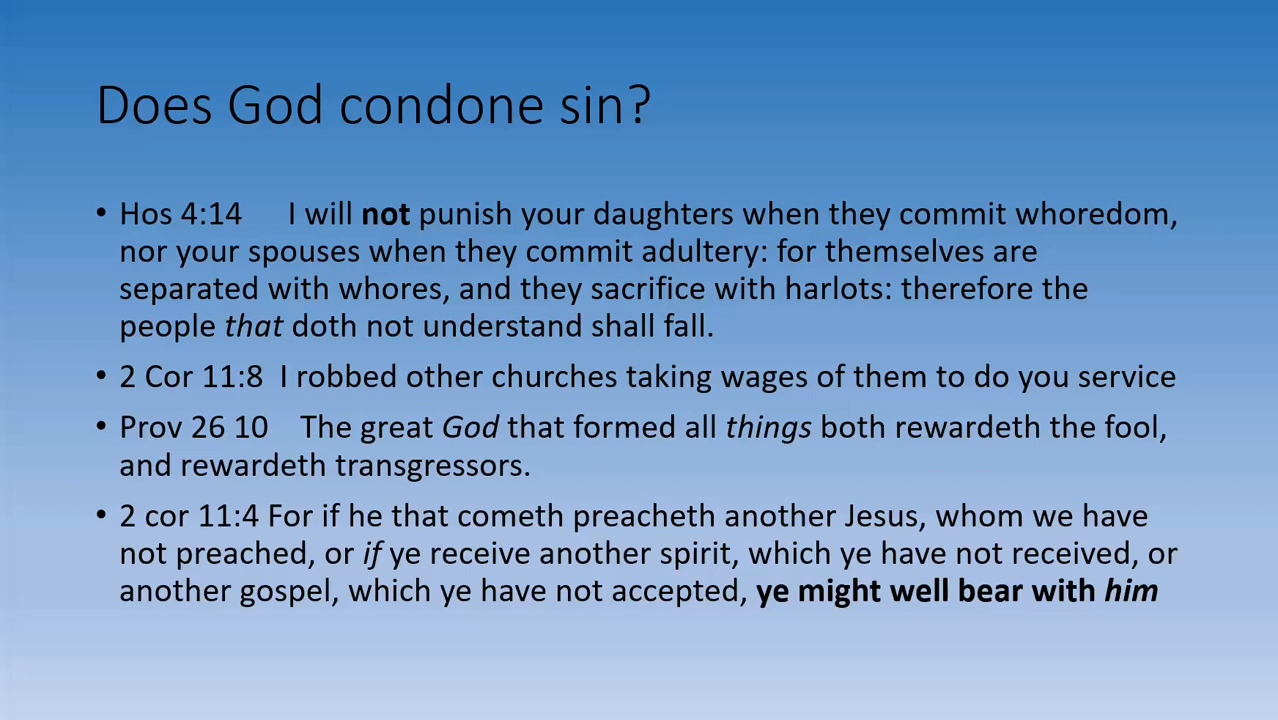 Does God condone sin?
• Hos 4:14 I will not punish your daughters when they commit whoredom,
nor your spouses when they commit adultery: for themselves are
separated with whores, and they sacrifice with harlots: therefore the
people that doth not understand shall fall.
• 2 Cor 11:8 I robbed other churches taking wages of them to do you service
• Prov 26 10 The great God that formed all things both rewardeth the fool,
and rewardeth transgressors.
• 2 cor 11:4 For if he that cometh preacheth another Jesus, whom we have
not preached, or if ye receive another spirit, which ye have not received, or
another gospel, which ye have not accepted, ye might well bear with him